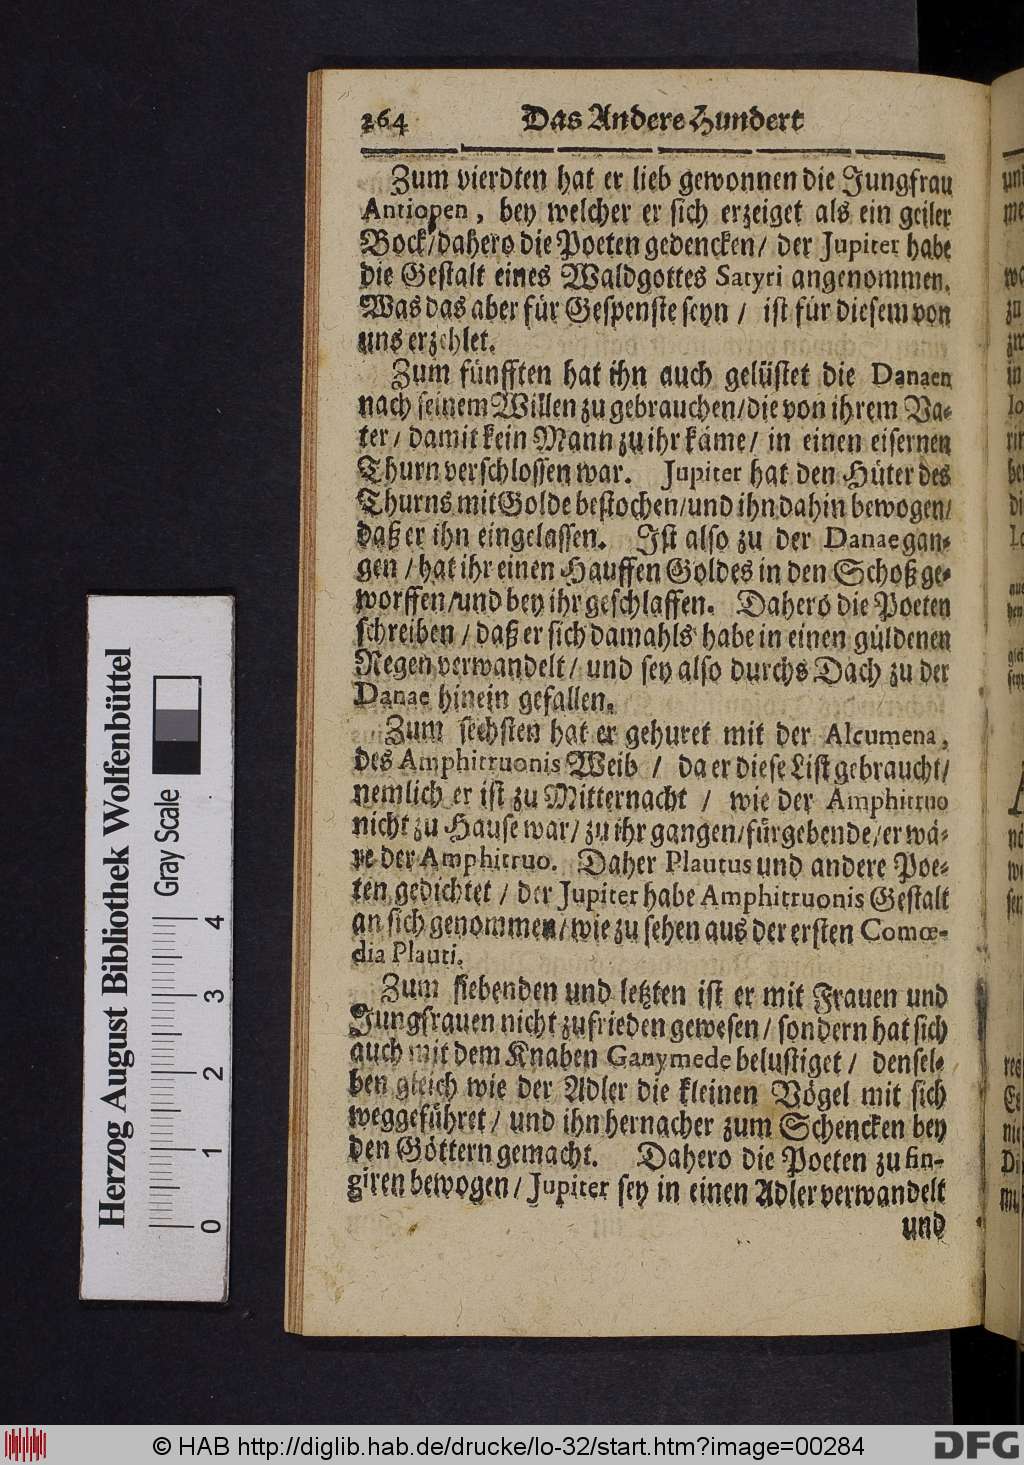 264 Das Andere Hundert
Zum vierdten hat er lieb gewonnen die Jungfrau
Antiopen, bey welcher er sich erzeiget als ein geiler
Bock/dahero die Poeten gedencken/ der Jupiter habe
die Gestalt eines Waldgottes Satyri angenommen.
Was das aber für Gespenste seyn / ist für diesem von
uns erzehlet.
Zum fünfften hat ihn auch gelüstet die Danaen
nach seinem Willen zu gebrauchen/die von ihrem Va-
ter/ damit kein Mann zu ihr käme/ in einen eisernen
Thurn verschlossen war. Jupiter hat den Hüter des
Thurns mit Golde bestochen/und ihn dahin bewogen/
daß er ihn eingelassen. Ist also zu der Danae gan-
gen / hat ihr einen Hauffen Goldes in den Schoß ge-
worffen/und bey ihr geschlaffen. Dahero die Poeten
schreiben / daß er sich damahls habe in einen güldenen
Regen verwandelt/ und sey also durchs Dach zu der
Danae hinein gefallen.
Zum sechsten hat er gehuret mit der Alcumena,
des Amphitruonis Weib / da er diese List gebraucht/
nemlich er ist zu Mitternacht / wie der Amphitruo
nicht zu Hause war/ zu ihr gangen/fürgebende/er wä-
re der Amphitruo. Daher Plautus und andere Poe-
ten gedichtet / der Jupiter habe Amphitruonis Gestalt
an sich genommen/wie zu sehen aus der ersten Comœ-
dia Plauti.
Zum siebenden und letzten ist er mit Frauen und
Jungfrauen nicht zufrieden gewesen/ sondern hat sich
auch mit dem Knaben Ganymede belustiget / densel-
ben gleich wie der Adler die kleinen Vögel mit sich
weggeführet/ und ihn hernacher zum Schencken bey
den Göttern gemacht. Dahero die Poeten zu fin-
giren bewogen/ Jupiter sey in einen Adler verwandelt
und
Herzog August Bibliothek Wolfenbüttel
Gray Scale
0 1 2 3 4
© HAB http://diglib.hab.de/drucke/lo-32/start.htm?image=00284
DFG